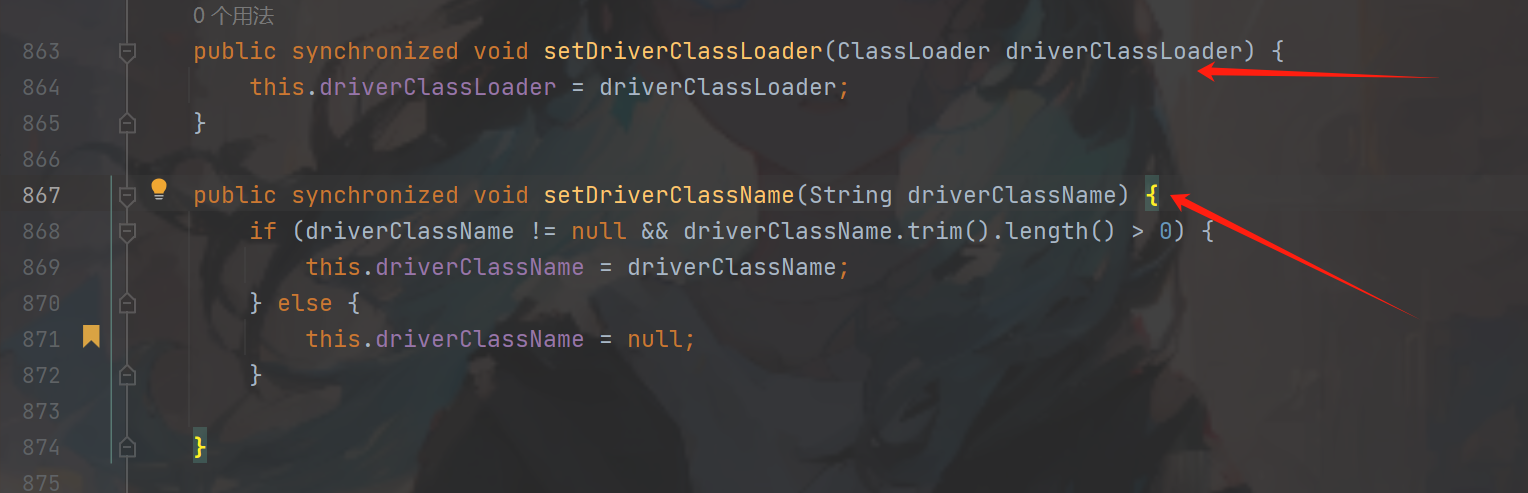 0 个用法
863 public synchronized void setDriverClassLoader(ClassLoader driverClassLoader) {
864 this.driverClassLoader = driverClassLoader;
865 }
866
867 public synchronized void setDriverClassName(String driverClassName) {
868 if (driverClassName != null && driverClassName.trim().length() > 0) {
869 this.driverClassName = driverClassName;
870 } else {
871 this.driverClassName = null;
872 }
873
874 }
875